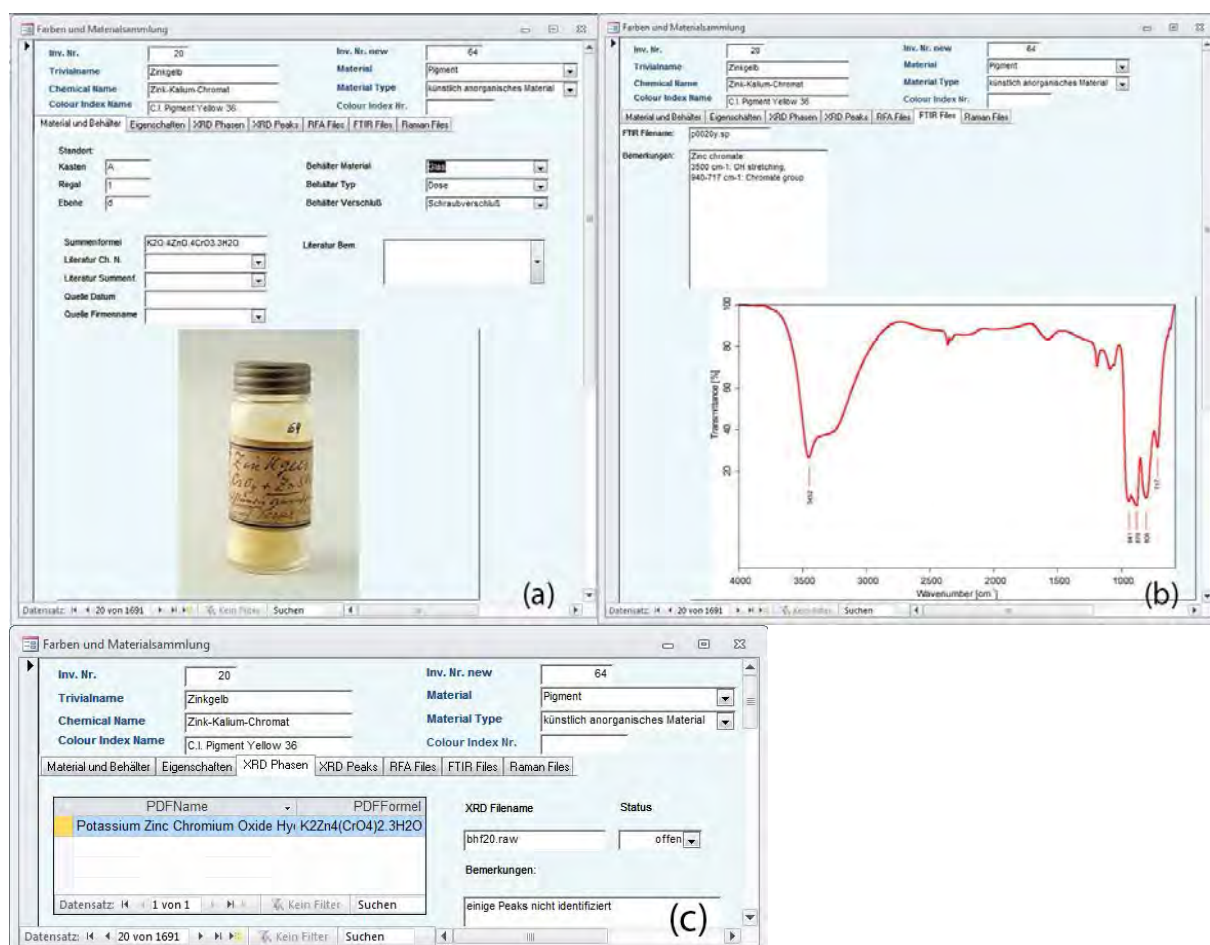 Farben und Materialsammlung
Inv. Nr. 20 Inv. Nr. new 64
Trivialname Zinkgelb Material Pigment
Chemical Name Zink-Kalium-Chromat Material Type künstlich anorganisches Material
Colour Index Name C.I. Pigment Yellow 36 Colour Index Nr.
Material und Behälter Eigenschaften XRD Phasen XRD Peaks RFA Files FTIR Files Raman Files
Standort:
Kasten A Behälter Material Glas
Regal 1 Behälter Typ Dose
Ebene d Behälter Verschluß Schraubverschluß
Summenformel K2O.4ZnO.4CrO3.3H2O Literatur Bem
Literatur Ch. N.
Literatur Summenf.
Quelle Datum
Quelle Firmenname
64
Datensatz: 20 von 1691 Kein Filter Suchen
(a)
Farben und Materialsammlung
Inv. Nr. 20 Inv. Nr. new 64
Trivialname Zinkgelb Material Pigment
Chemical Name Zink-Kalium-Chromat Material Type künstlich anorganisches Material
Colour Index Name C.I. Pigment Yellow 36 Colour Index Nr.
Material und Behälter Eigenschaften XRD Phasen XRD Peaks RFA Files FTIR Files Raman Files
FTIR Filename: p0020y.sp
Bemerkungen: Zinc chromate:
3500 cm-1: OH stretching,
940-717 cm-1: Chromate group
Transmittance [%]
100
80
60
40
20
717
4000 3000 2500 2000 1500 1000
Wavenumber [cm
Datensatz: 20 von 1691 Kein Filter Suchen
(b)
Farben und Materialsammlung
Inv. Nr. 20 Inv. Nr. new 64
Trivialname Zinkgelb Material Pigment
Chemical Name Zink-Kalium-Chromat Material Type künstlich anorganisches Material
Colour Index Name C.I. Pigment Yellow 36 Colour Index Nr.
Material und Behälter Eigenschaften XRD Phasen XRD Peaks RFA Files FTIR Files Raman Files
PDFName PDFFormel XRD Filename Status
Potassium Zinc Chromium Oxide Hy K2Zn4(CrO4)2.3H2O bhf20.raw offen
Bemerkungen:
Datensatz: 1 von 1 Kein Filter Suchen einige Peaks nicht identifiziert
(c)
Datensatz: 20 von 1691 Kein Filter Suchen